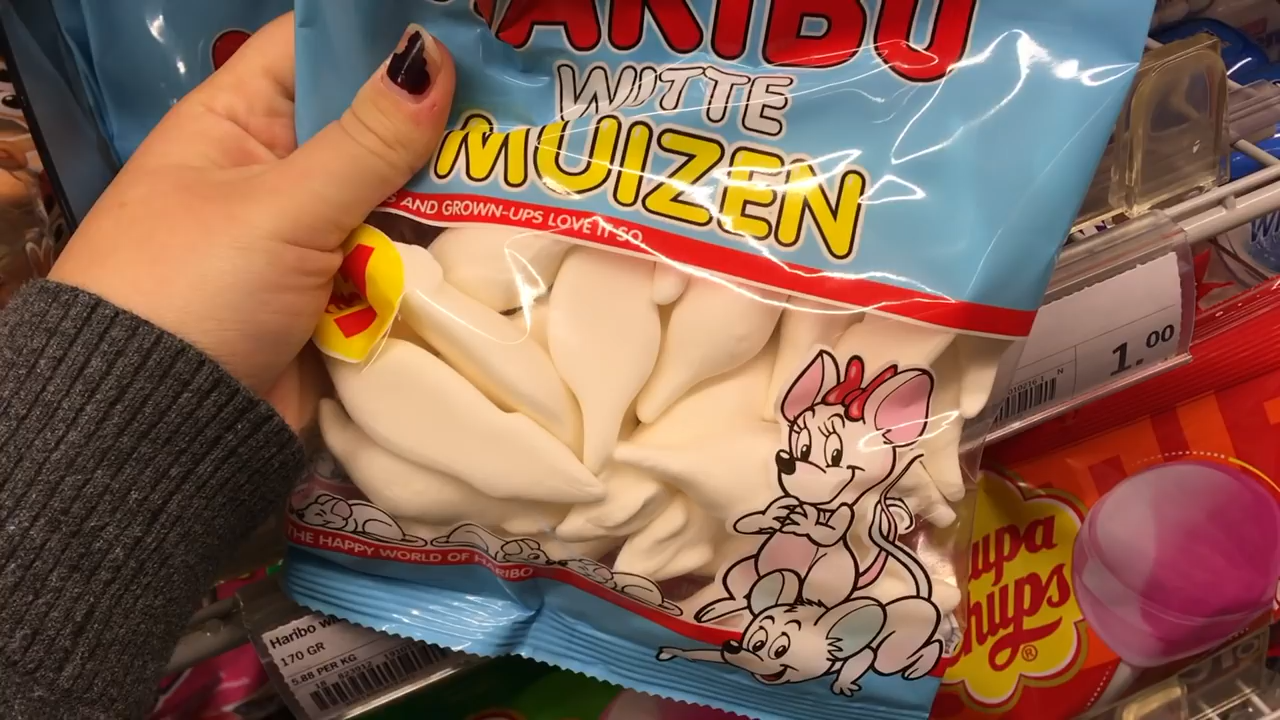 HARIBO
WITTE
MUIZEN
AND GROWN-UPS LOVE IT SO
THE HAPPY WORLD OF HARIBO
1.00
upa
hups
®
Haribo
170 GR
5.88 PER KG